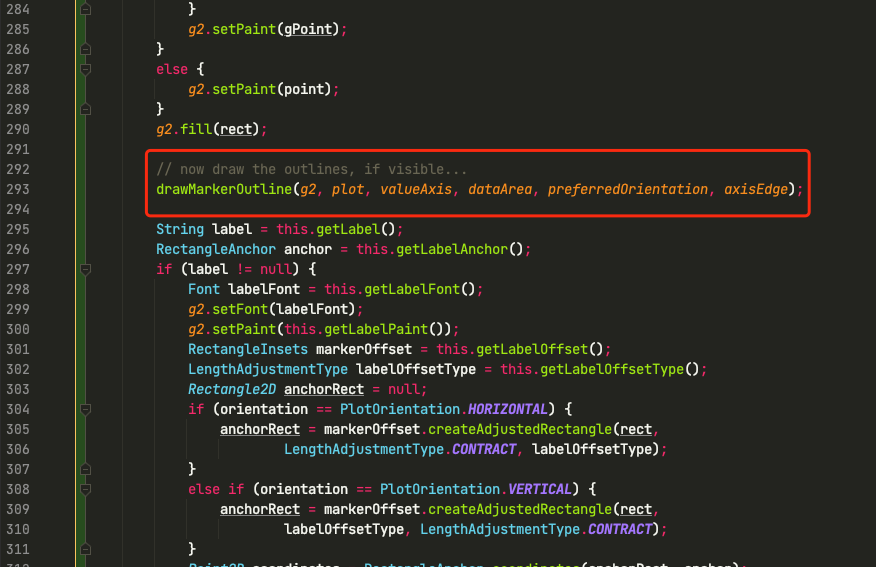 284 }
285 g2.setPaint(gPoint);
286 }
287 else {
288 g2.setPaint(point);
289 }
290 g2.fill(rect);
291
292 // now draw the outlines, if visible...
293 drawMarkerOutline(g2, plot, valueAxis, dataArea, preferredOrientation, axisEdge);
294
295 String label = this.getLabel();
296 RectangleAnchor anchor = this.getLabelAnchor();
297 if (label != null) {
298 Font labelFont = this.getLabelFont();
299 g2.setFont(labelFont);
300 g2.setPaint(this.getLabelPaint());
301 RectangleInsets markerOffset = this.getLabelOffset();
302 LengthAdjustmentType labelOffsetType = this.getLabelOffsetType();
303 Rectangle2D anchorRect = null;
304 if (orientation == PlotOrientation.HORIZONTAL) {
305 anchorRect = markerOffset.createAdjustedRectangle(rect,
306 LengthAdjustmentType.CONTRACT, labelOffsetType);
307 }
308 else if (orientation == PlotOrientation.VERTICAL) {
309 anchorRect = markerOffset.createAdjustedRectangle(rect,
310 labelOffsetType, LengthAdjustmentType.CONTRACT);
311 }